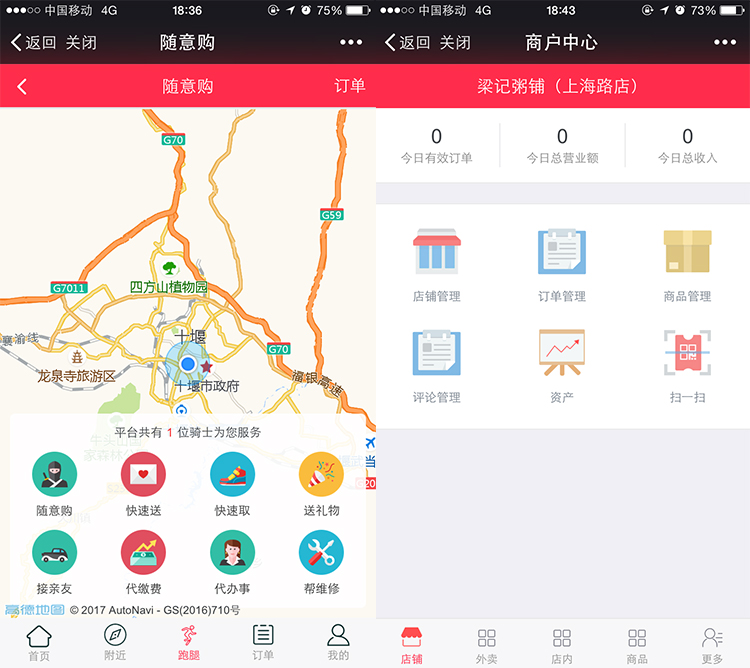 中国移动 4G 18:36 75%
返回 关闭 随意购
随意购 订单
G70
G59
四方山植物园
G7011
襄渝线
十堰
G70
龙泉寺旅游区
十堰市政府
福银高速
平台共有 1 位骑士为您服务
随意购 快速送 快速取 送礼物
接亲友 代缴费 代办事 帮维修
高德地图 © 2017 AutoNavi - GS(2016)710号
首页 附近 跑腿 订单 我的
中国移动 4G 18:43 73%
返回 关闭 商户中心
梁记粥铺（上海路店）
0 0 0
今日有效订单 今日总营业额 今日总收入
店铺管理 订单管理 商品管理
评论管理 资产 扫一扫
店铺 外卖 店内 商品 更多